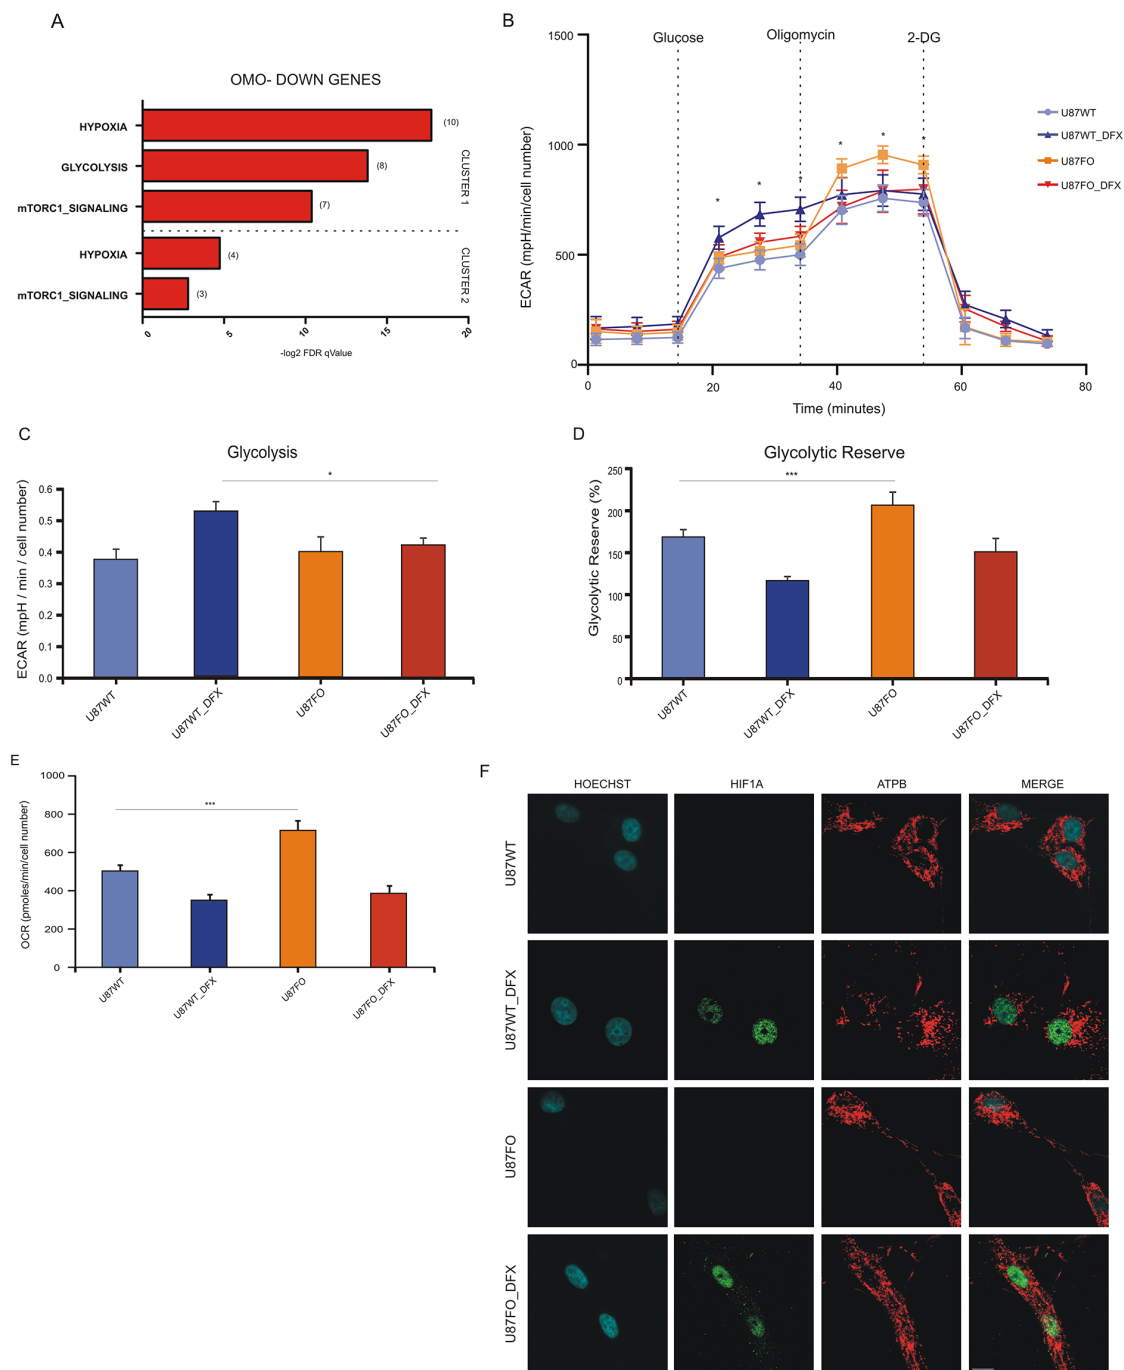 A
OMO- DOWN GENES
HYPOXIA
(10)
GLYCOLYSIS
(8)
mTORC1_SIGNALING
(7)
CLUSTER 1
HYPOXIA
(4)
mTORC1_SIGNALING
(3)
CLUSTER 2
0 5 10 15 20
-log2 FDR qValue
B
1500
1000
500
0
ECAR (mpH/min/cell number)
Glucose
Oligomycin
2-DG
* * * * * * *
0 20 40 60 80
Time (minutes)
U87WT
U87WT_DFX
U87FO
U87FO_DFX
C
Glycolysis
*
0.6
0.5
0.4
0.3
0.2
0.1
0.0
ECAR (mpH / min / cell number)
U87WT
U87WT_DFX
U87FO
U87FO_DFX
D
Glycolytic Reserve
***
250
200
150
100
50
0
Glycolytic Reserve (%)
U87WT
U87WT_DFX
U87FO
U87FO_DFX
E
***
1000
800
600
400
200
0
OCR (pmoles/min/cell number)
U87WT
U87WT_DFX
U87FO
U87FO_DFX
F
HOECHST HIF1A ATPB MERGE
U87WT
U87WT_DFX
U87FO
U87FO_DFX